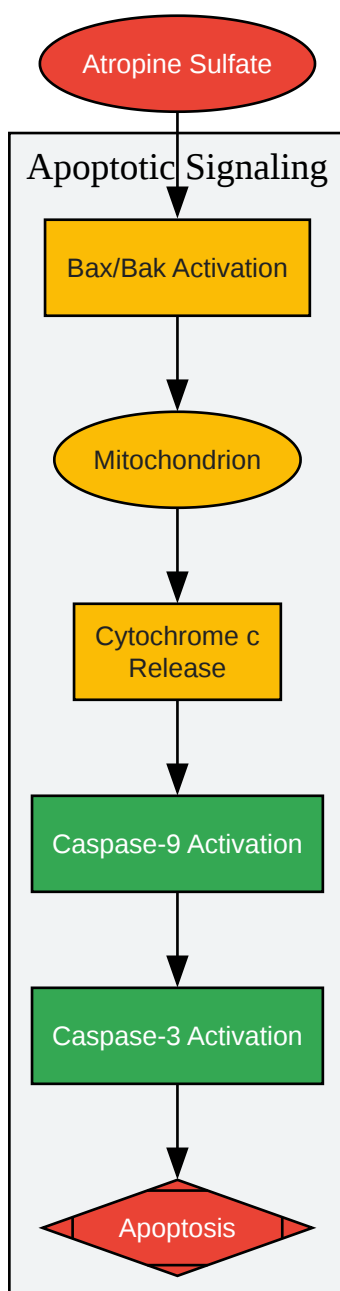 Atropine Sulfate
Apoptotic Signaling
Bax/Bak Activation
Mitochondrion
Cytochrome c
Release
Caspase-9 Activation
Caspase-3 Activation
Apoptosis